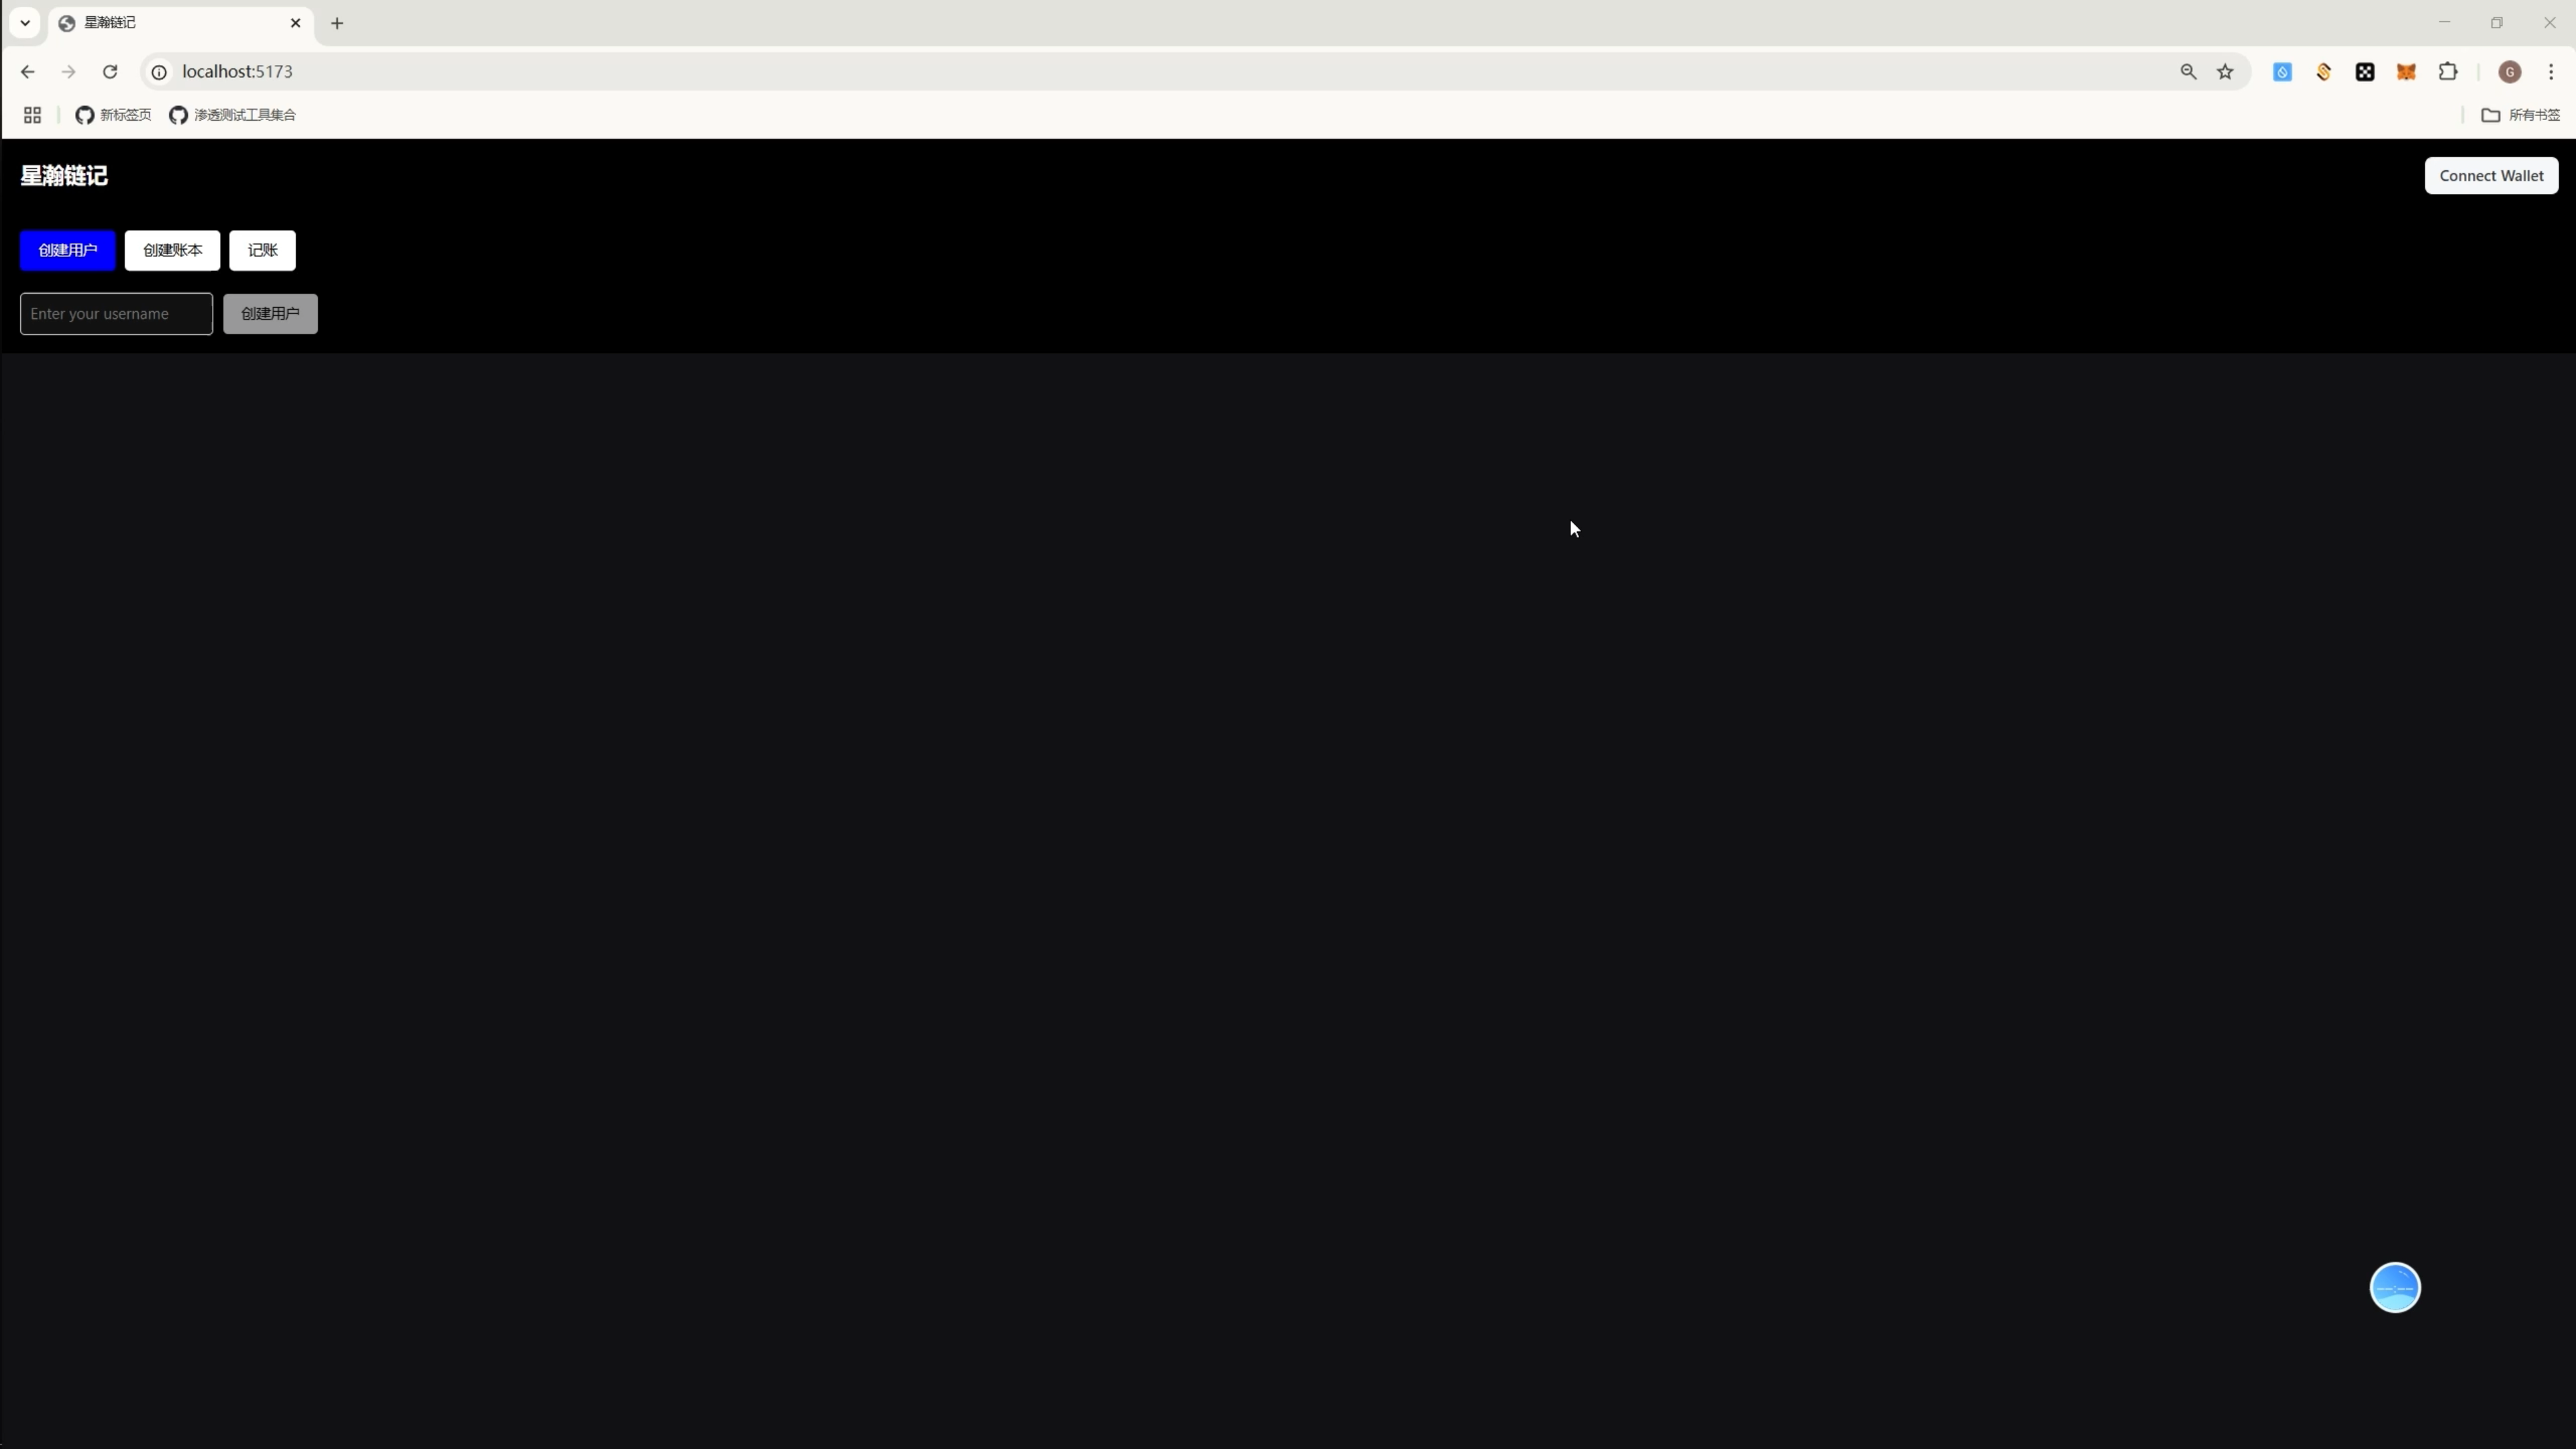 星瀚链记
localhost:5173
G
新标签页 渗透测试工具集合 所有书签
星瀚链记 Connect Wallet
创建用户 创建账本 记账
Enter your username 创建用户